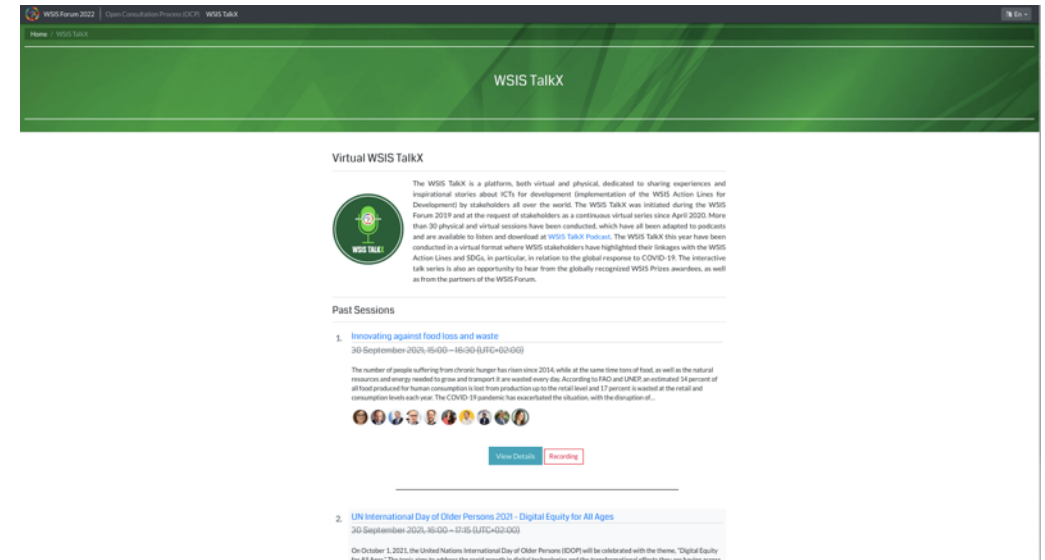 WSIS Forum 2022 | Open Consultation Process (OCP) WSIS TalkX En
Home / WSIS TalkX
WSIS TalkX
Virtual WSIS TalkX
The WSIS TalkX is a platform, both virtual and physical, dedicated to sharing experiences and
inspirational stories about ICTs for development (implementation of the WSIS Action Lines for
Development) by stakeholders all over the world. The WSIS TalkX was initiated during the WSIS
Forum 2019 and at the request of stakeholders as a continuous virtual series since April 2020. More
than 30 physical and virtual sessions have been conducted, which have all been adapted to podcasts
and are available to listen and download at WSIS TalkX Podcast. The WSIS TalkX this year have been
conducted in a virtual format where WSIS stakeholders have highlighted their linkages with the WSIS
Action Lines and SDGs, in particular, in relation to the global response to COVID-19. The interactive
talk series is also an opportunity to hear from the globally recognized WSIS Prizes awardees, as well
as from the partners of the WSIS Forum.
WSIS TALKX
Past Sessions
1. Innovating against food loss and waste
30 September 2021, 15:00 – 16:30 (UTC+02:00)
The number of people suffering from chronic hunger has risen since 2014, while at the same time tons of food, as well as the natural
resources and energy needed to grow and transport it are wasted every day. According to FAO and UNEP, an estimated 14 percent of
all food produced for human consumption is lost from production up to the retail level and 17 percent is wasted at the retail and
consumption levels each year. The COVID-19 pandemic has exacerbated the situation, with the disruption of...
View Details Recording
2. UN International Day of Older Persons 2021 - Digital Equity for All Ages
30 September 2021, 16:00 – 17:15 (UTC+02:00)
On October 1, 2021, the United Nations International Day of Older Persons (IDOP) will be celebrated with the theme, "Digital Equity